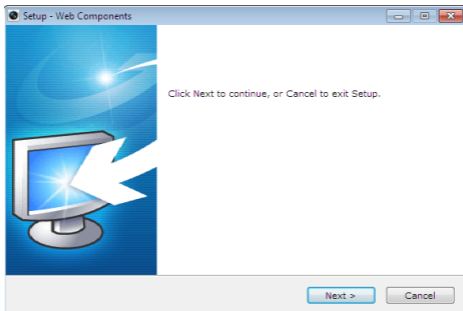 Setup - Web Components
Click Next to continue, or Cancel to exit Setup.
Next >
Cancel